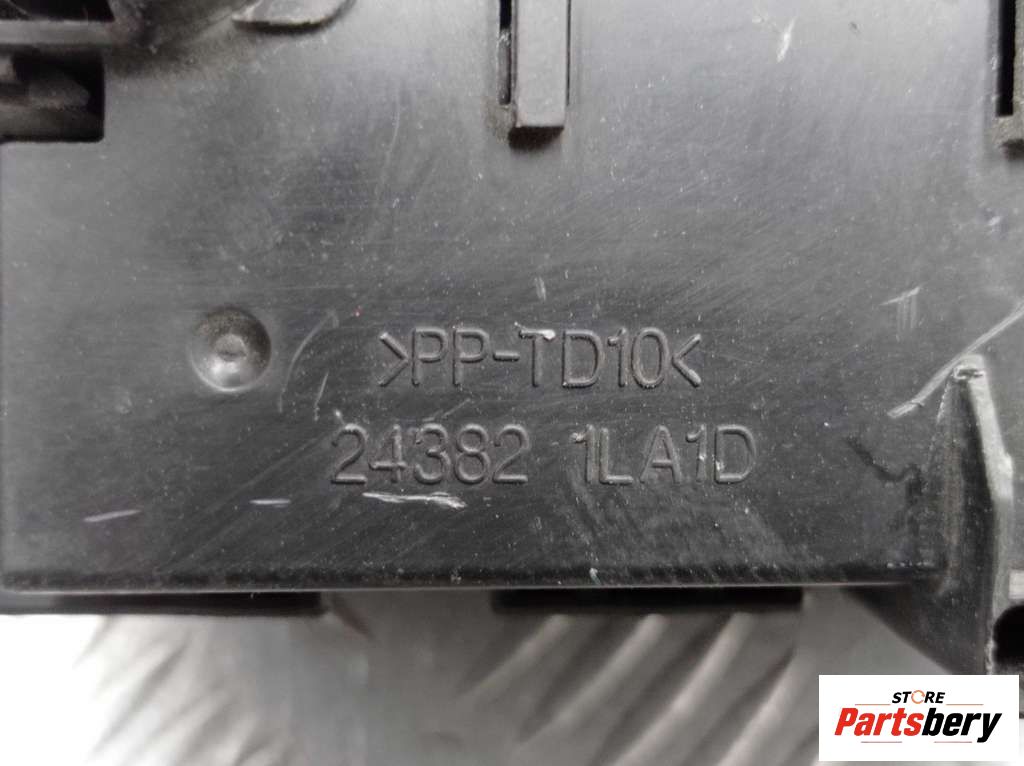 >PP-TD10<
24382 1LA1D
STORE
Partsbery